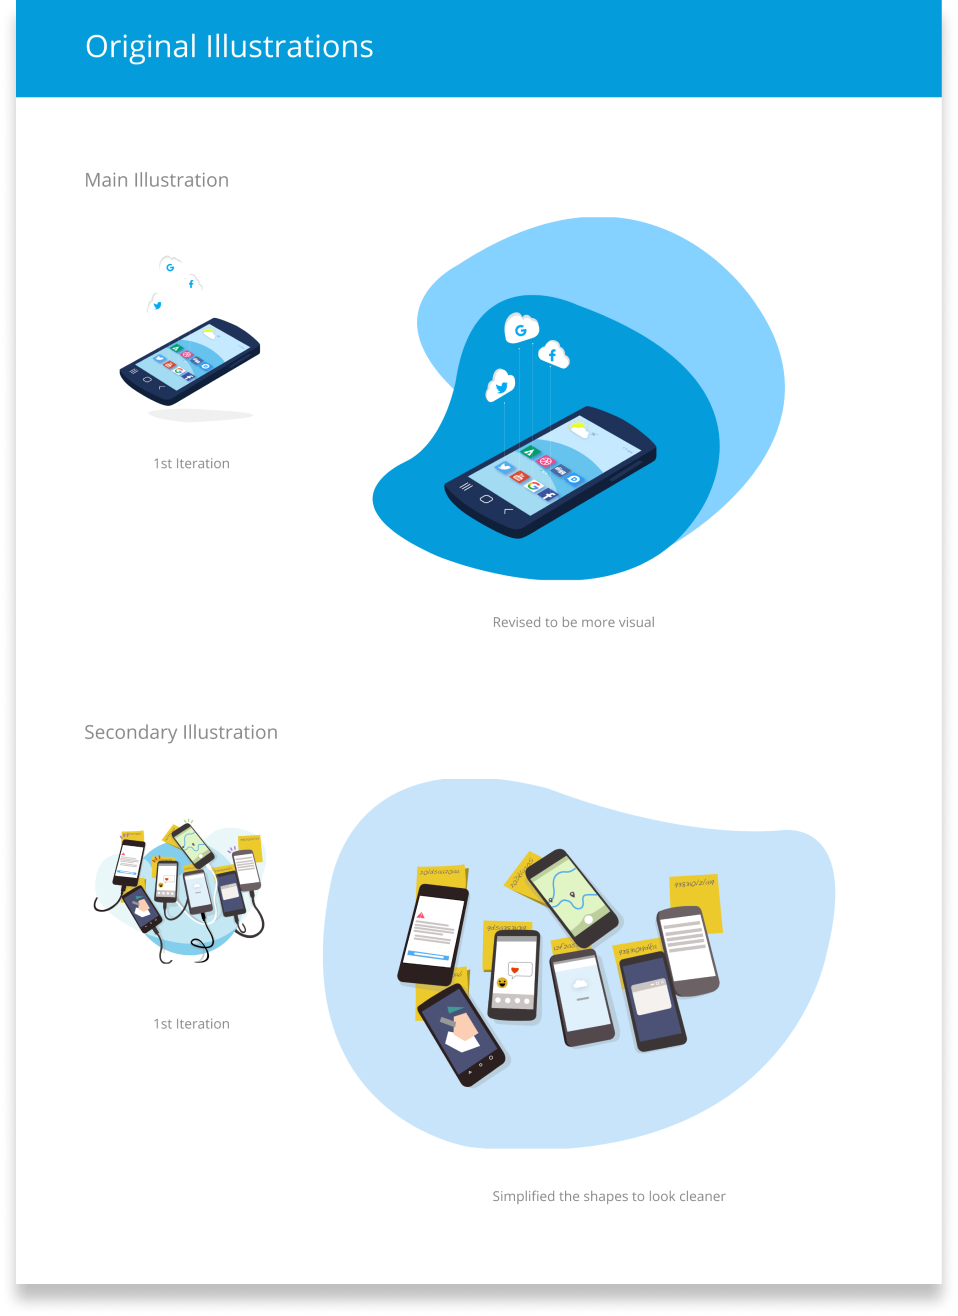 Original Illustrations
Main Illustration
1st Iteration
Revised to be more visual
Secondary Illustration
1st Iteration
Simplified the shapes to look cleaner